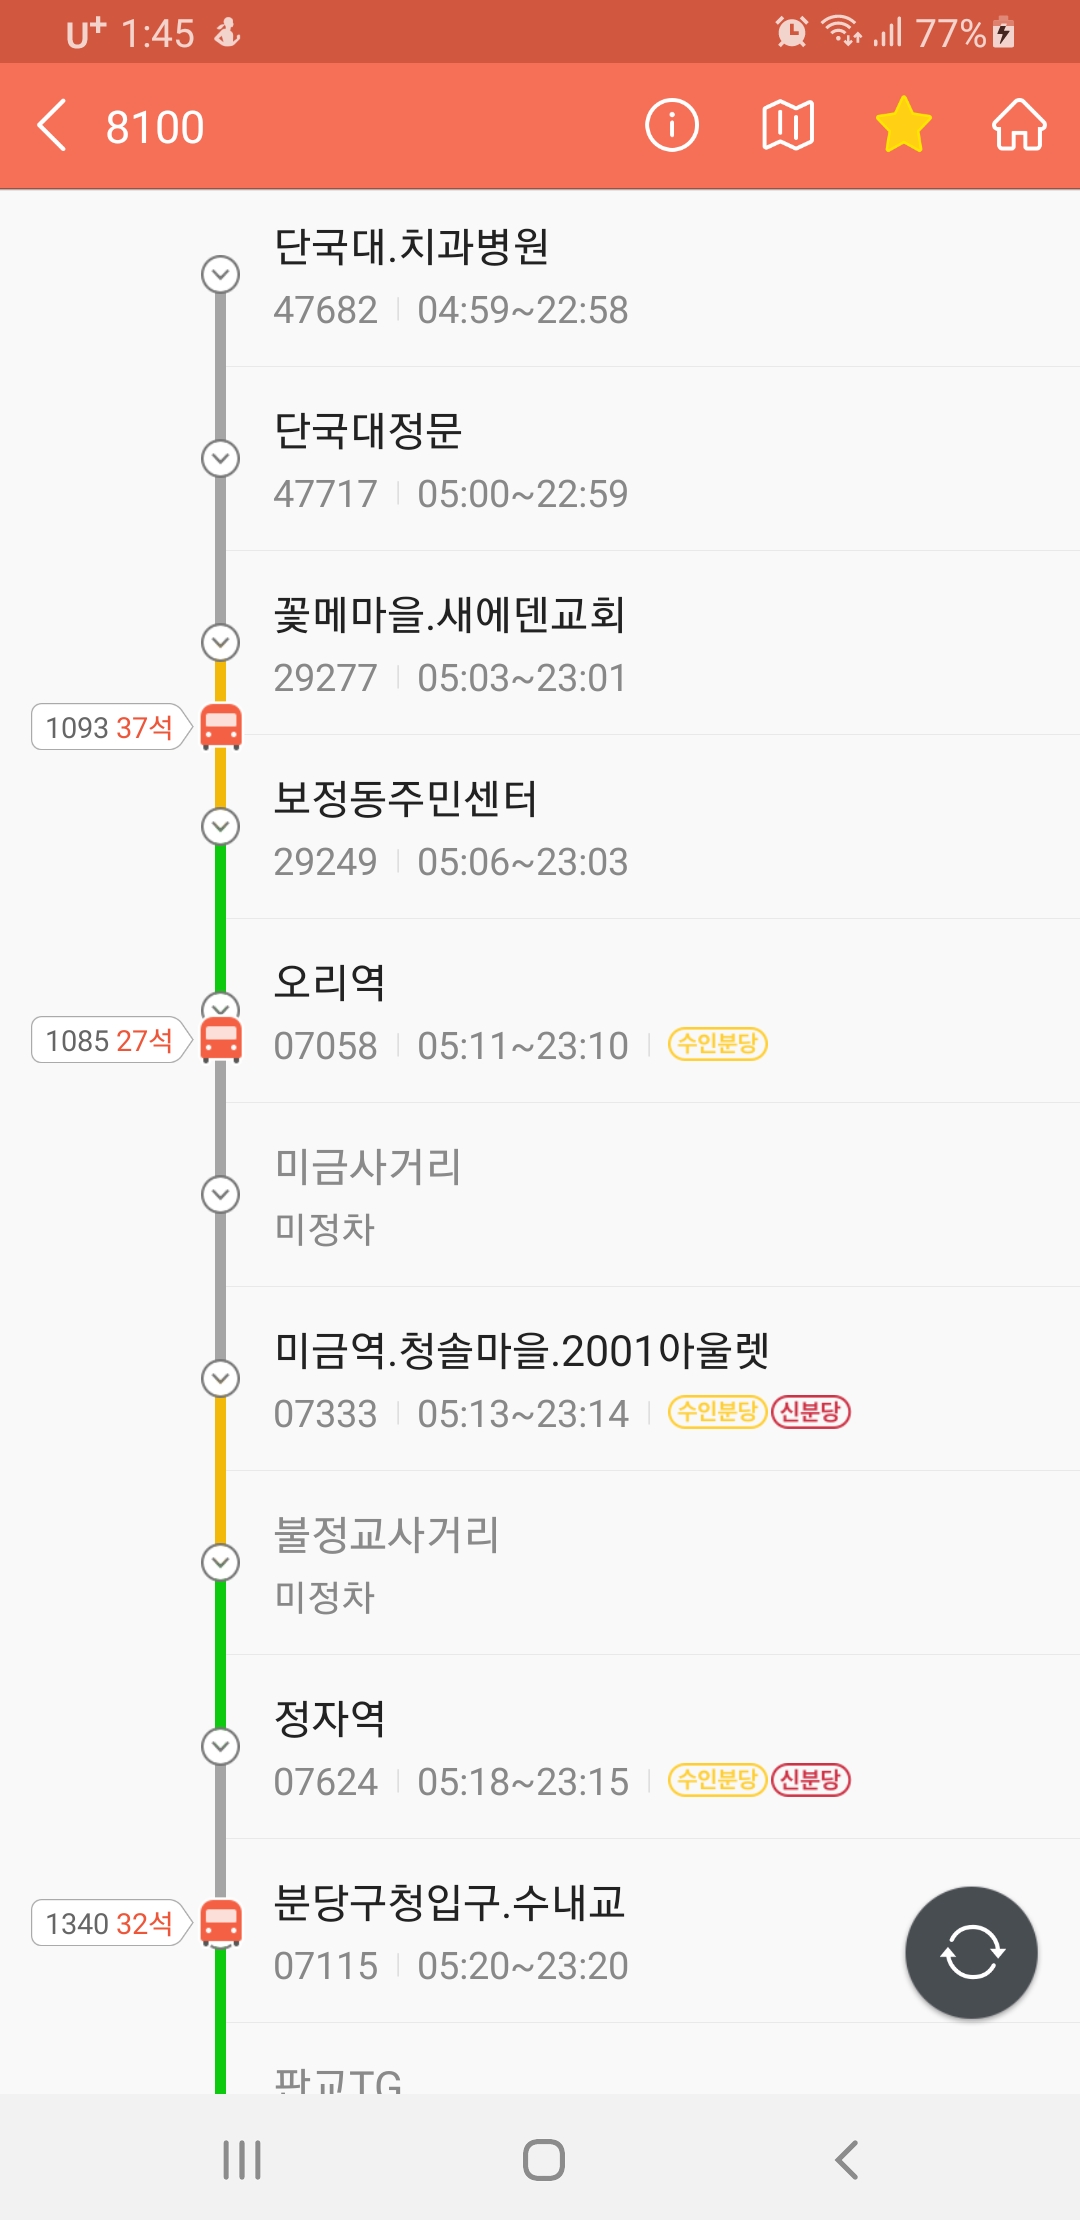 U+ 1:45 77%
8100
단국대.치과병원
47682 04:59~22:58
단국대정문
47717 05:00~22:59
꽃메마을.새에덴교회
29277 05:03~23:01
1093 37석
보정동주민센터
29249 05:06~23:03
오리역
1085 27석 07058 05:11~23:10 수인분당
미금사거리
미정차
미금역.청솔마을.2001아울렛
07333 05:13~23:14 수인분당 신분당
불정교사거리
미정차
정자역
07624 05:18~23:15 수인분당 신분당
1340 32석 분당구청입구.수내교
07115 05:20~23:20
판교TG